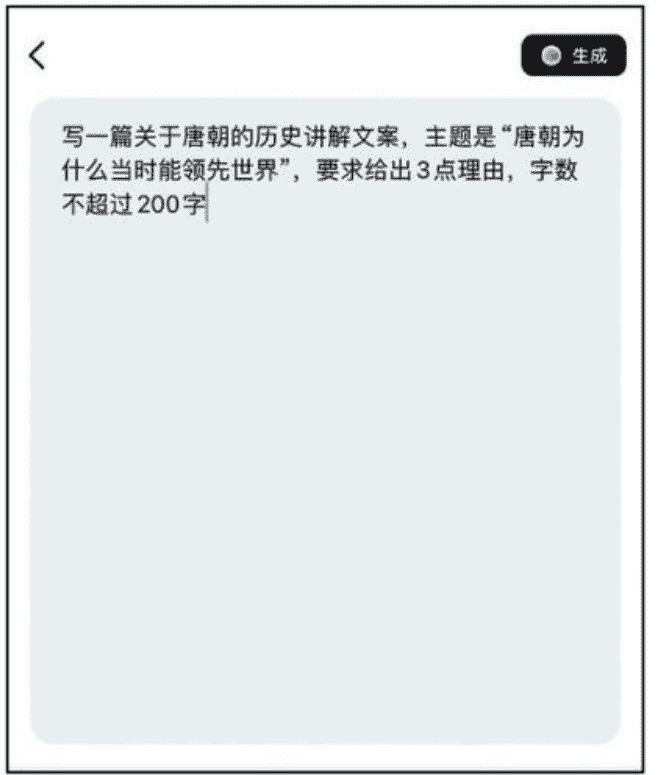 生成
写一篇关于唐朝的历史讲解文案，主题是“唐朝为
什么当时能领先世界”，要求给出3点理由，字数
不超过200字